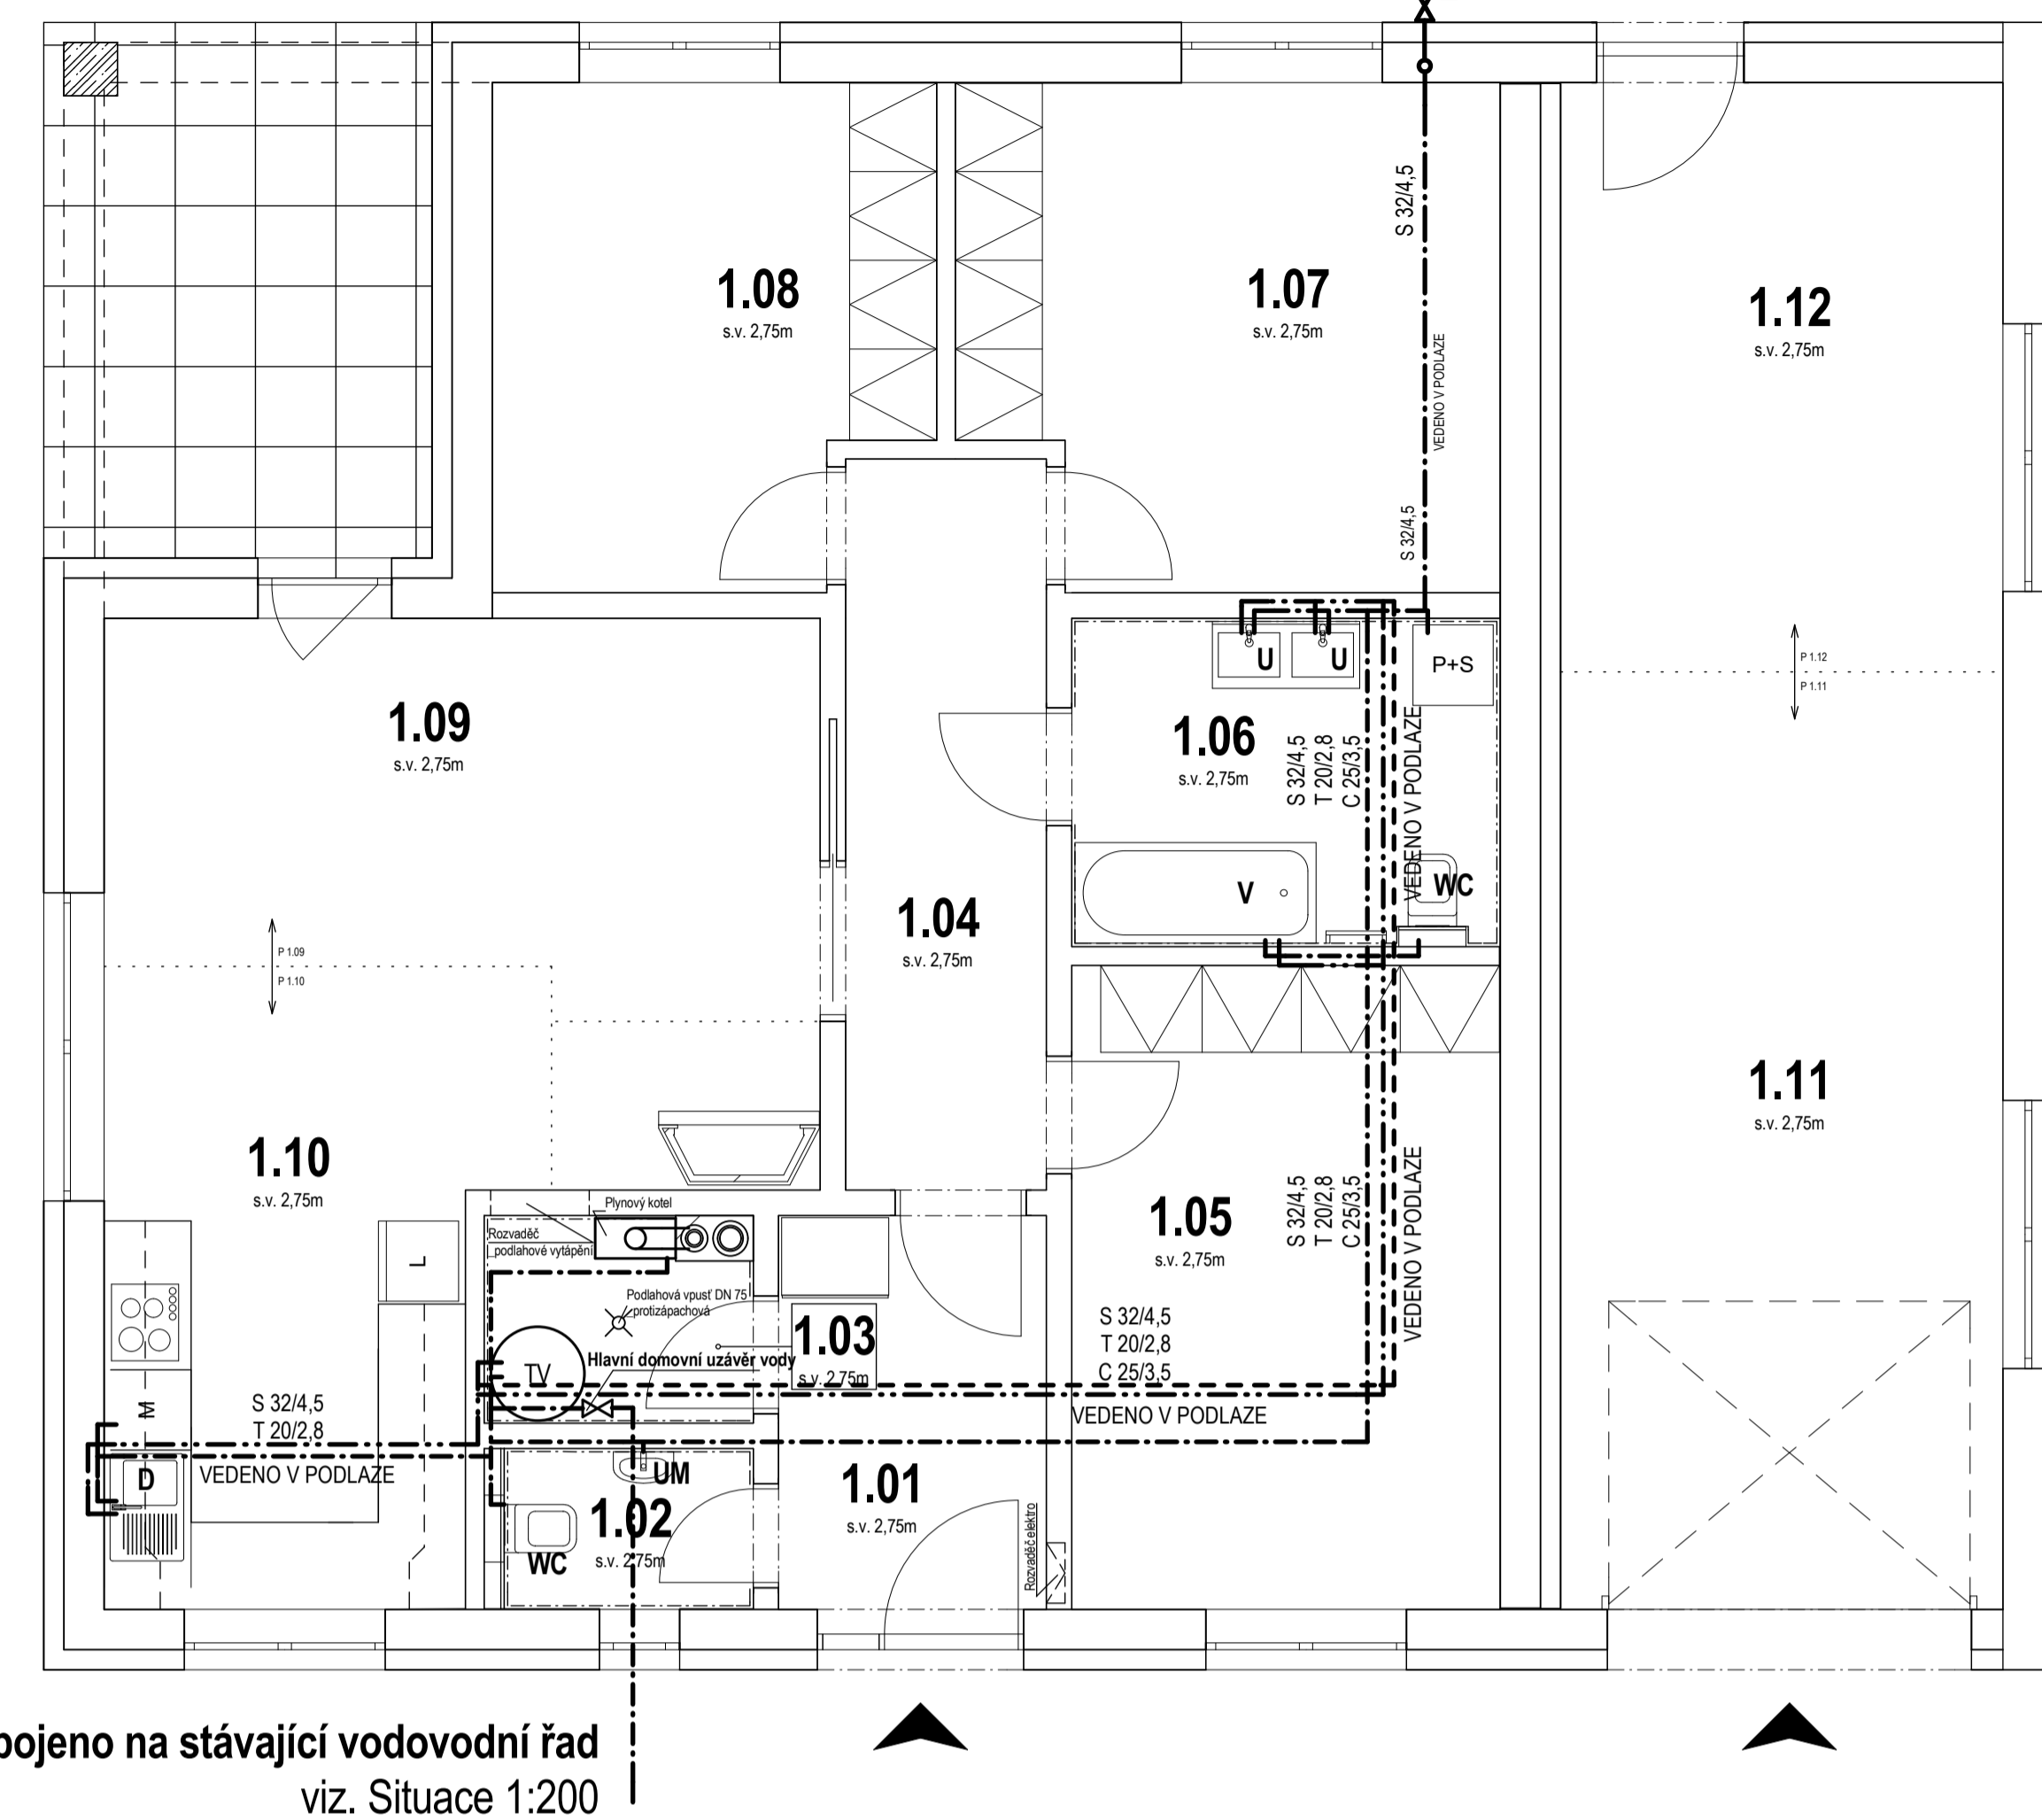 S 32/4,5
VEDENO V PODLAZE
S 32/4,5
1.08
s.v. 2,75m
1.07
s.v. 2,75m
1.12
s.v. 2,75m
P 1.12
P 1.11
U
U
P+S
1.09
s.v. 2,75m
1.06
s.v. 2,75m
S 32/4,5
T 20/2,8
C 25/3,5
VEDENO V PODLAZE
V
WC
1.04
s.v. 2,75m
P 1.09
P 1.10
1.11
s.v. 2,75m
1.10
s.v. 2,75m
Plynový kotel
Rozvaděč
podlahové vytápění
L
1.05
s.v. 2,75m
S 32/4,5
T 20/2,8
C 25/3,5
VEDENO V PODLAZE
Podlahová vpusť DN 75
protizápachová
1.03
s.v. 2,75m
Hlavní domovní uzávěr vody
TV
S 32/4,5
T 20/2,8
C 25/3,5
VEDENO V PODLAZE
M
S 32/4,5
T 20/2,8
VEDENO V PODLAZE
D
UM
1.02
s.v. 2,75m
WC
1.01
s.v. 2,75m
Rozvaděč elektro
pojeno na stávající vodovodní řad
viz. Situace 1:200